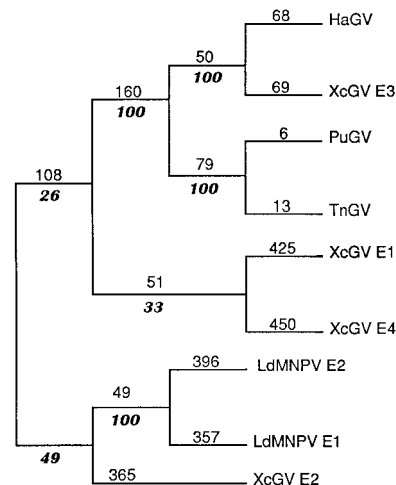 68 HaGV
50
100
69 XcGV E3
160
100
6 PuGV
79
100
13 TnGV
108
26
425 XcGV E1
51
33
450 XcGV E4
396 LdMNPV E2
49
100
357 LdMNPV E1
49
365 XcGV E2